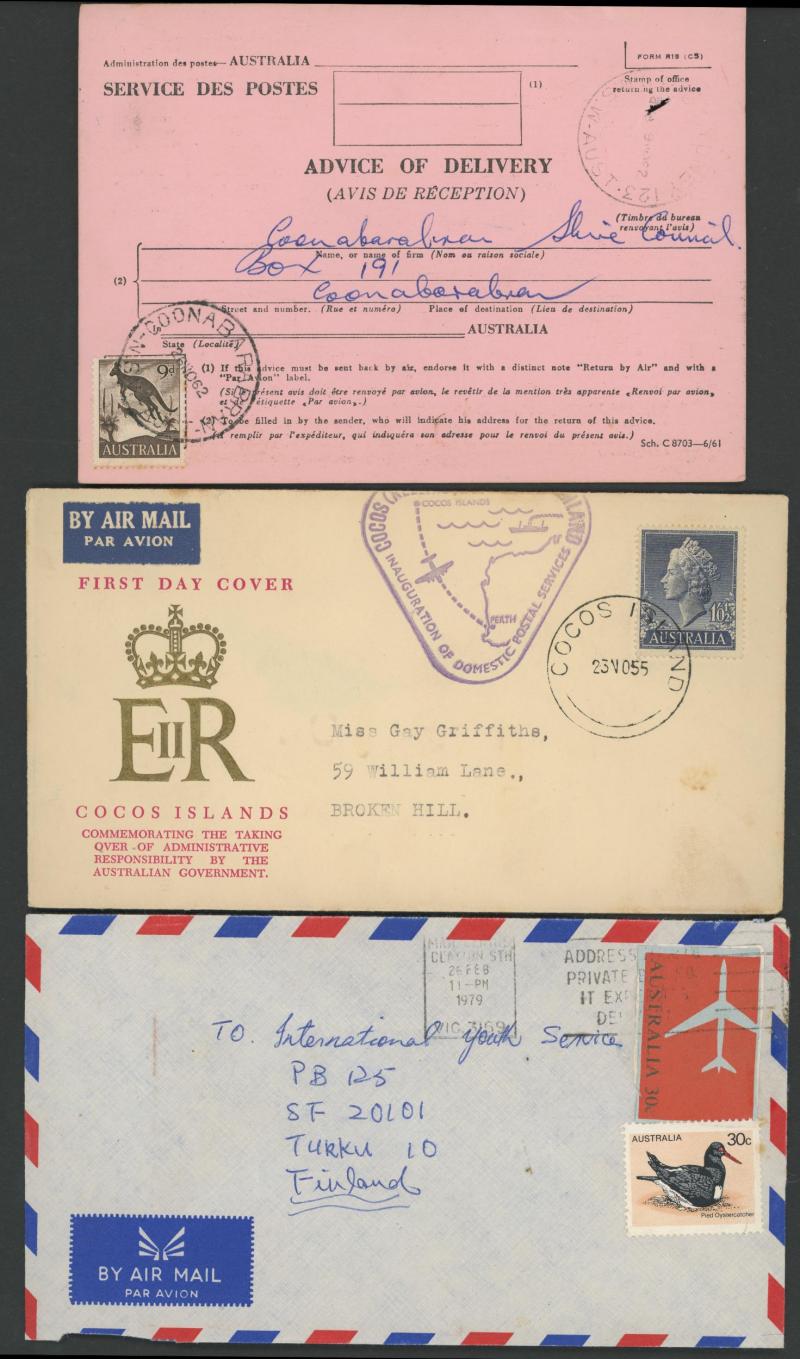 Administration des postes— AUSTRALIA
SERVICE DES POSTES
(1)
FORM R19 (C5)
Stamp of office
returning the advice
ADVICE OF DELIVERY
(AVIS DE RÉCEPTION)
(Timbre du bureau
renvoyant l'avis)
Coonabarabran Shire Council.
Name, or name of firm (Nom ou raison sociale)
Box 191
(2)
Coonabarabran
Street and number. (Rue et numéro) Place of destination (Lieu de destination)
AUSTRALIA
State (Localité)
(1) If this advice must be sent back by air, endorse it with a distinct note "Return by Air" and with a
"Par Avion" label.
(Si le présent avis doit être renvoyé par avion, le revêtir de la mention très apparente «Renvoi par avion,
étiquette «Par avion».)
(2) To be filled in by the sender, who will indicate his address for the return of this advice.
(A remplir par l'expéditeur, qui indiquéra son adresse pour le renvoi du présent avis.)
Sch. C 8703—6/61
9d
AUSTRALIA
BY AIR MAIL
PAR AVION
FIRST DAY COVER
EIIR
COCOS ISLANDS
COMMEMORATING THE TAKING
OVER OF ADMINISTRATIVE
RESPONSIBILITY BY THE
AUSTRALIAN GOVERNMENT.
COCOS ISLANDS
PERTH
INAUGURATION OF DOMESTIC POSTAL SERVICES
1/0½d
AUSTRALIA
COCOS ISLAND
23NO55
Miss Gay Griffiths,
59 William Lane.,
BROKEN HILL.
CLAYTON STH
26 FEB
11-PM
1979
VIC. 3169
ADDRESS
PRIVATE
IT
AUSTRALIA 30c
TO International Youth Service
PB 125
SF 20101
TURKU 10
Finland
AUSTRALIA 30c
Pied Oystercatcher
BY AIR MAIL
PAR AVION